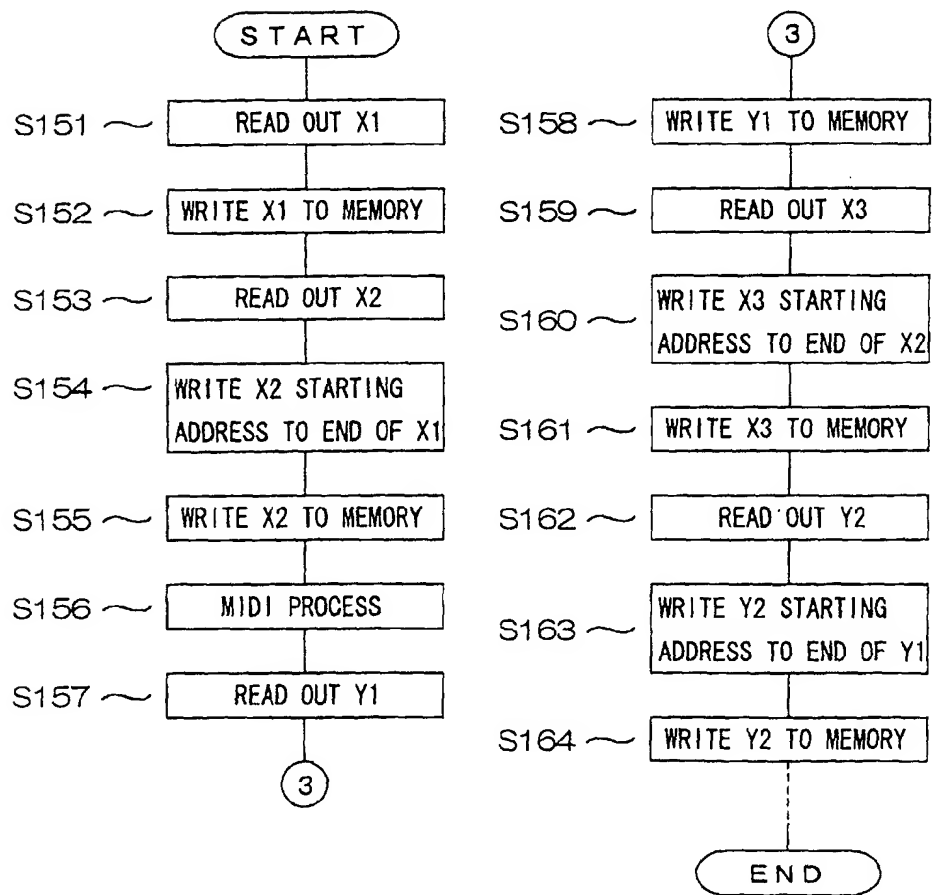 START
S151 READ OUT X1
S152 WRITE X1 TO MEMORY
S153 READ OUT X2
S154 WRITE X2 STARTING
ADDRESS TO END OF X1
S155 WRITE X2 TO MEMORY
S156 MIDI PROCESS
S157 READ OUT Y1
3
3
S158 WRITE Y1 TO MEMORY
S159 READ OUT X3
S160 WRITE X3 STARTING
ADDRESS TO END OF X2
S161 WRITE X3 TO MEMORY
S162 READ OUT Y2
S163 WRITE Y2 STARTING
ADDRESS TO END OF Y1
S164 WRITE Y2 TO MEMORY
END